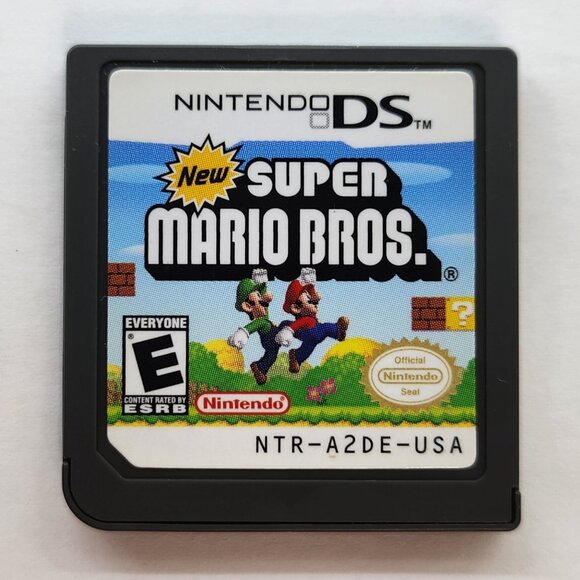 NINTENDO DS™
New SUPER
MARIO BROS.®
?
EVERYONE
E®
CONTENT RATED BY
ESRB
Nintendo
Official
Nintendo
Seal
NTR-A2DE-USA